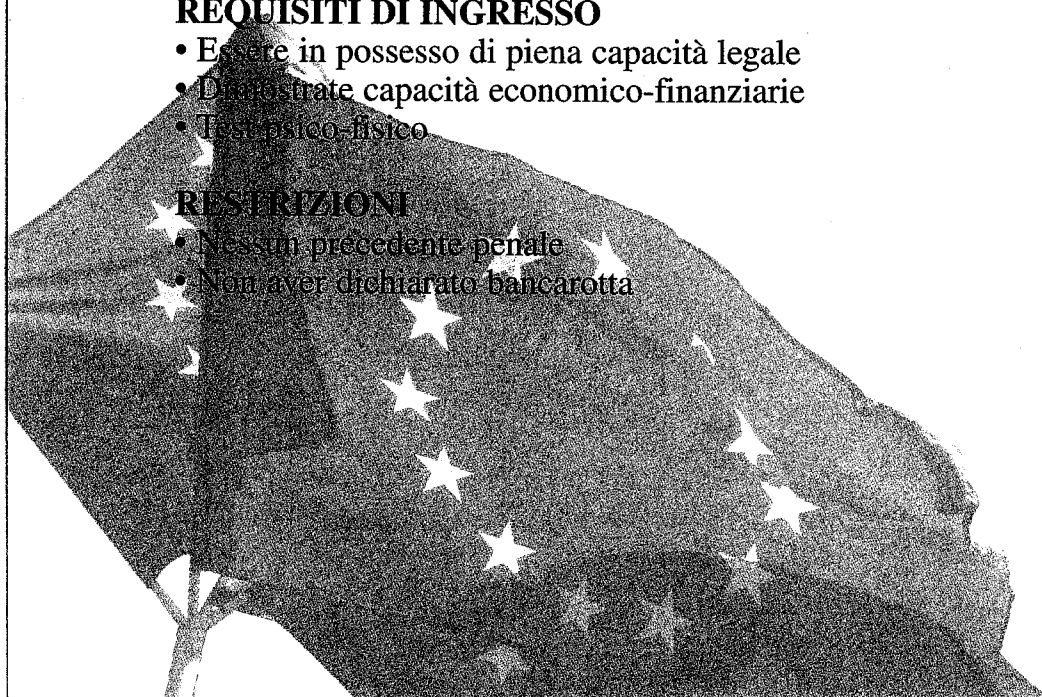 REQUISITI DI INGRESSO
• Essere in possesso di piena capacità legale
• Dimostrate capacità economico-finanziarie
• Test psico-fisico
RESTRIZIONI
• Nessun precedente penale
• Non aver dichiarato bancarotta